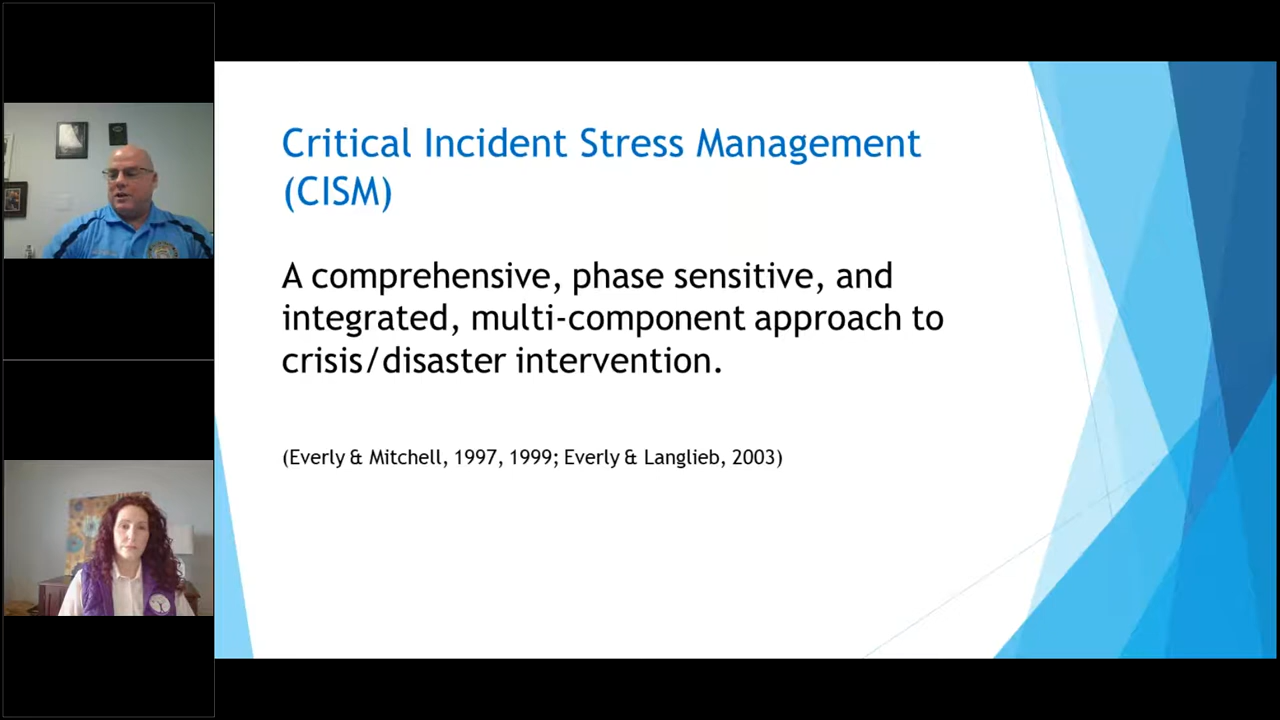 Critical Incident Stress Management
(CISM)
A comprehensive, phase sensitive, and
integrated, multi-component approach to
crisis/disaster intervention.
(Everly & Mitchell, 1997, 1999; Everly & Langlieb, 2003)